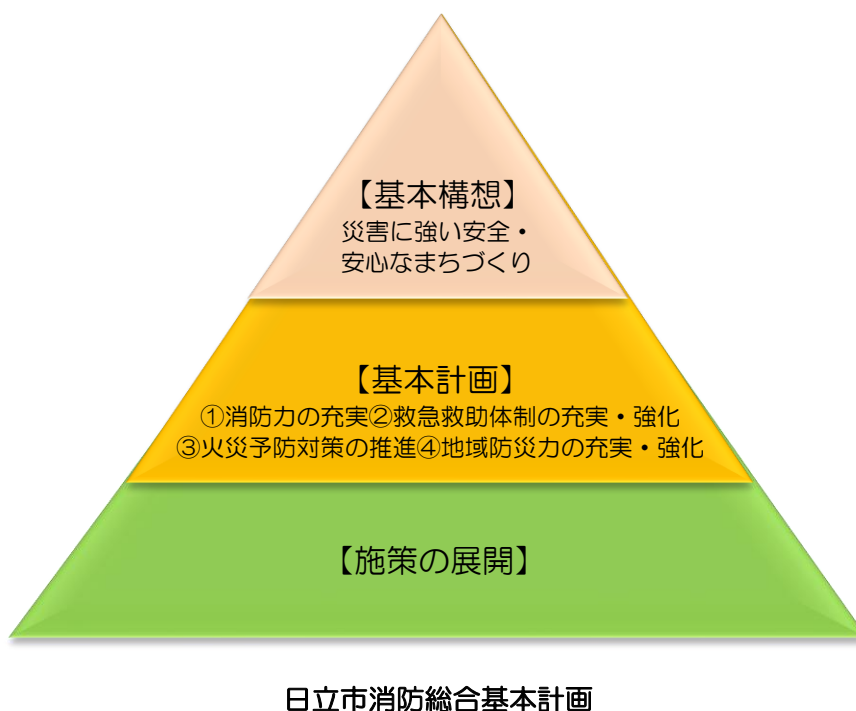 【基本構想】
災害に強い安全・
安心なまちづくり
【基本計画】
①消防力の充実②救急救助体制の充実・強化
③火災予防対策の推進④地域防災力の充実・強化
【施策の展開】
日立市消防総合基本計画